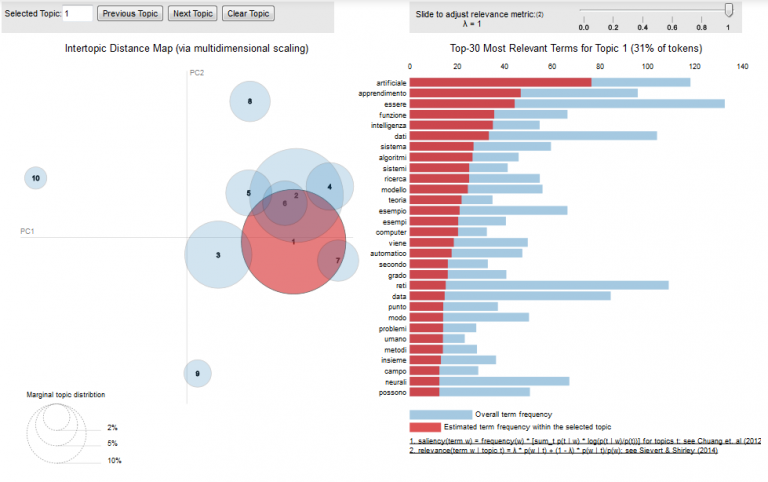 Selected Topic: 1 Previous Topic Next Topic Clear Topic
Slide to adjust relevance metric:(2)
λ = 1
0.0 0.2 0.4 0.6 0.8 1
Intertopic Distance Map (via multidimensional scaling)
PC2
PC1
8
10
5
4
6
2
1
3
7
9
Marginal topic distribtion
2%
5%
10%
Top-30 Most Relevant Terms for Topic 1 (31% of tokens)
0 20 40 60 80 100 120 140
artificiale
apprendimento
essere
funzione
intelligenza
dati
sistema
algoritmi
sistemi
ricerca
modello
teoria
esempio
esempi
computer
viene
automatico
secondo
grado
reti
data
punto
modo
problemi
umano
metodi
insieme
campo
neurali
possono
Overall term frequency
Estimated term frequency within the selected topic
1. saliency(term w) = frequency(w) * [sum_t p(t | w) * log(p(t | w)/p(t))] for topics t; see Chuang et. al (2012
2. relevance(term w | topic t) = λ * p(w | t) + (1 - λ) * p(w | t)/p(w); see Sievert & Shirley (2014)